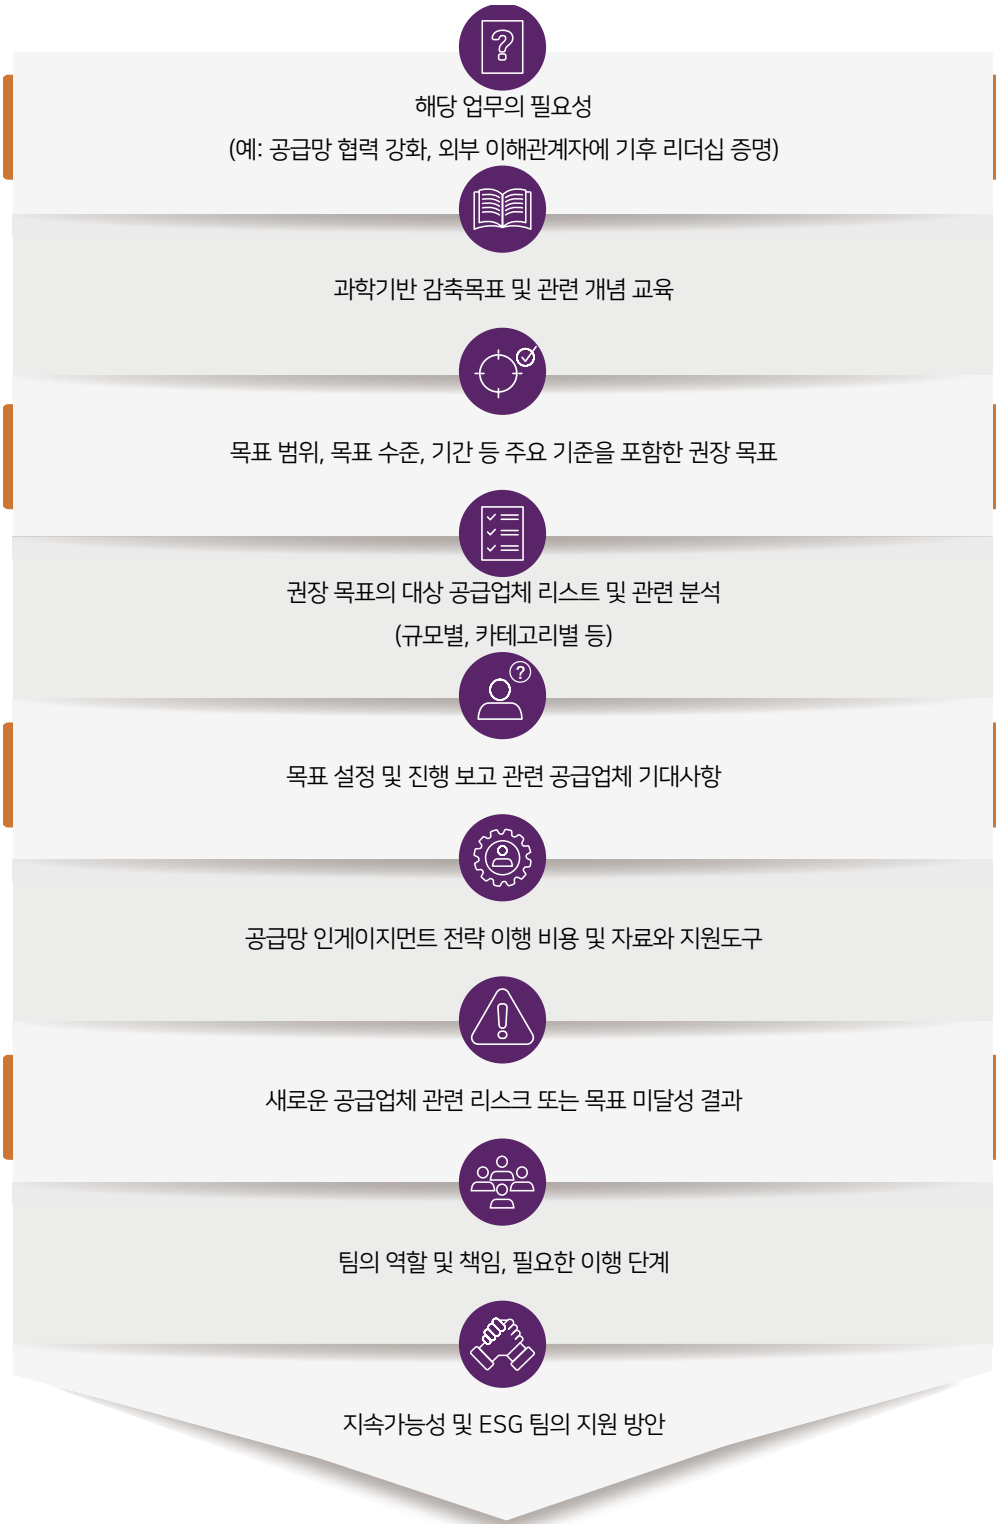 해당 업무의 필요성
(예: 공급망 협력 강화, 외부 이해관계자에 기후 리더십 증명)
과학기반 감축목표 및 관련 개념 교육
목표 범위, 목표 수준, 기간 등 주요 기준을 포함한 권장 목표
권장 목표의 대상 공급업체 리스트 및 관련 분석
(규모별, 카테고리별 등)
목표 설정 및 진행 보고 관련 공급업체 기대사항
공급망 인게이지먼트 전략 이행 비용 및 자료와 지원도구
새로운 공급업체 관련 리스크 또는 목표 미달성 결과
팀의 역할 및 책임, 필요한 이행 단계
지속가능성 및 ESG 팀의 지원 방안